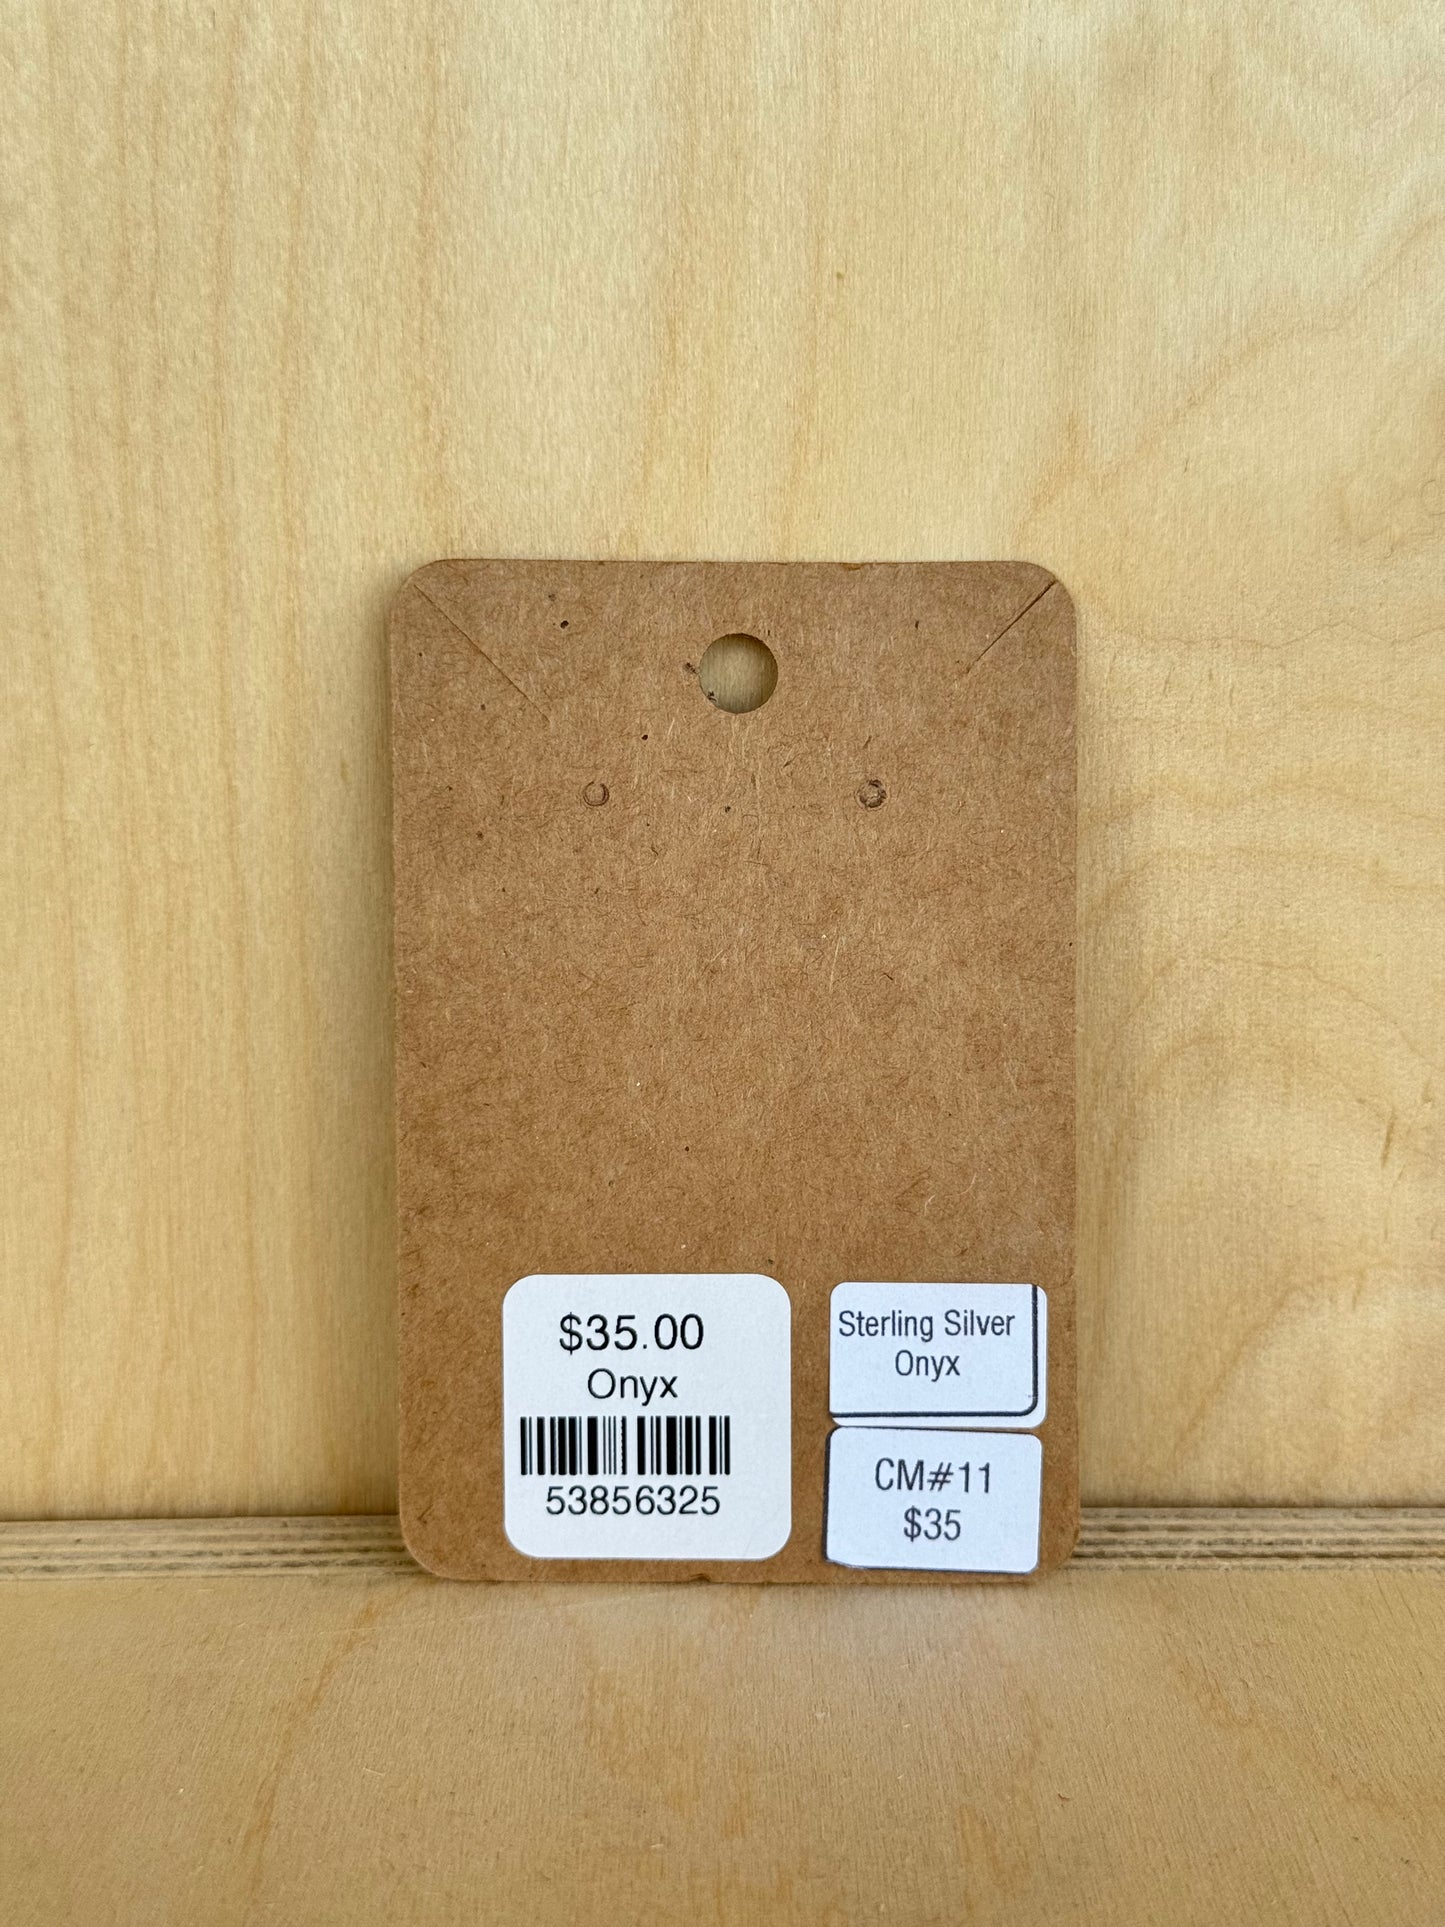 $35.00
Onyx
53856325
Sterling Silver
Onyx
CM#11
$35